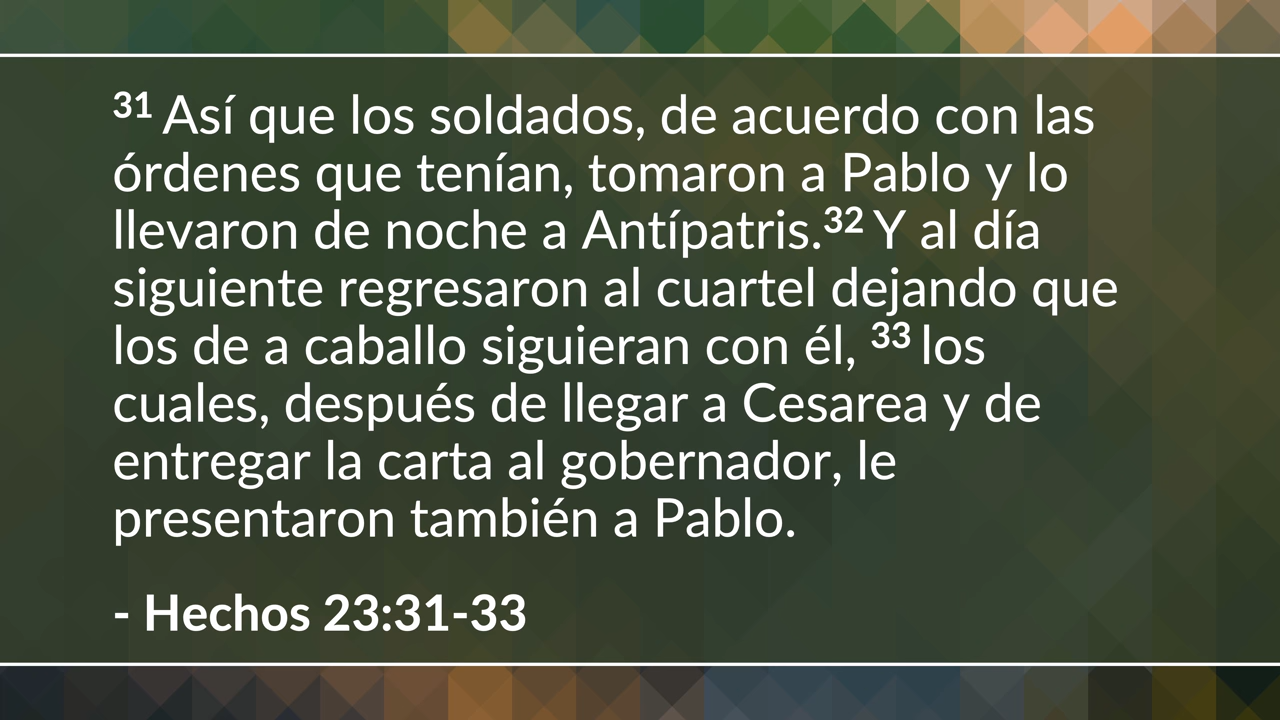 31 Así que los soldados, de acuerdo con las
órdenes que tenían, tomaron a Pablo y lo
llevaron de noche a Antípatris.32 Y al día
siguiente regresaron al cuartel dejando que
los de a caballo siguieran con él, 33 los
cuales, después de llegar a Cesarea y de
entregar la carta al gobernador, le
presentaron también a Pablo.
- Hechos 23:31-33